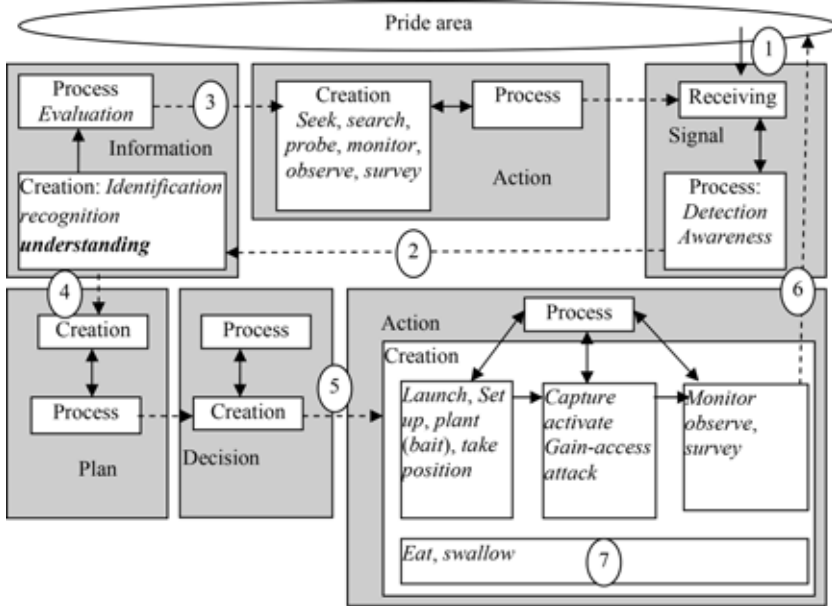 Pride area
1
Process
Evaluation
3
Information
Creation: Identification
recognition
understanding
Creation
Seek, search,
probe, monitor,
observe, survey
Process
Action
Receiving
Signal
Process:
Detection
Awareness
2
4
Creation
Process
Plan
Process
Creation
Decision
5
Action
Process
6
Creation
Launch, Set
up, plant
(bait), take
position
Capture
activate
Gain-access
attack
Monitor
observe,
survey
Eat, swallow
7